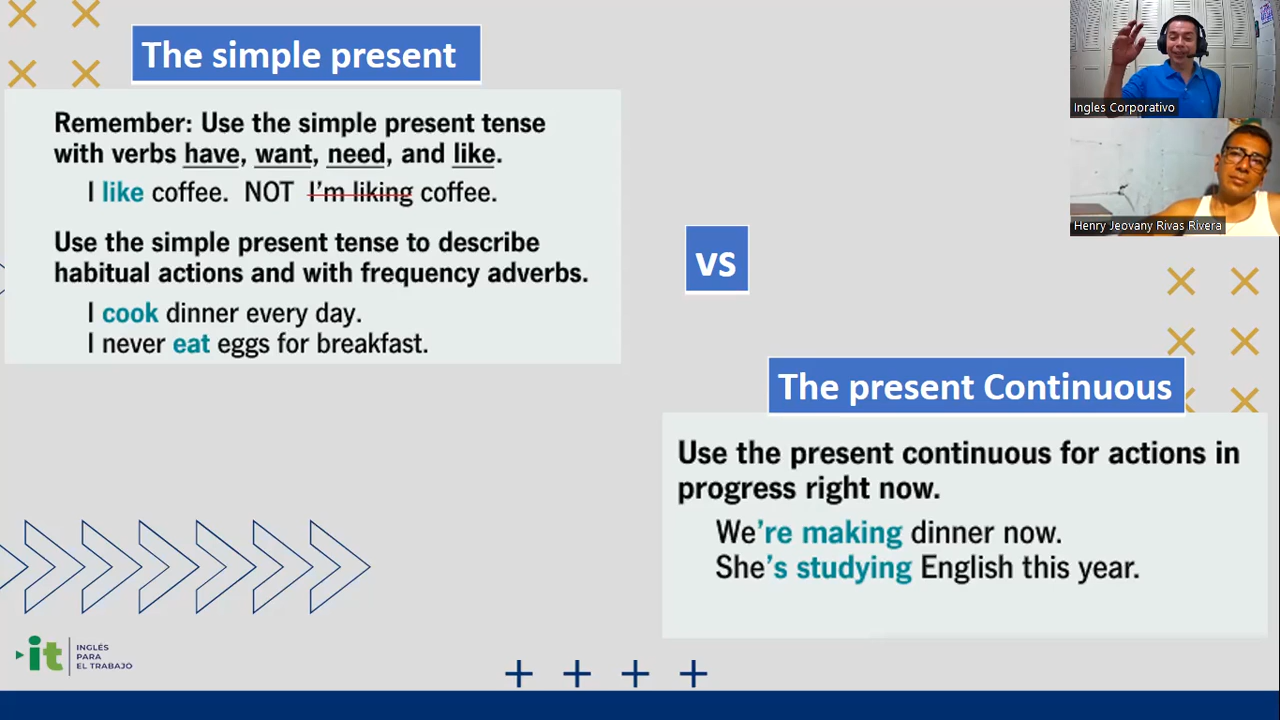 The simple present
Remember: Use the simple present tense
with verbs have, want, need, and like.
I like coffee. NOT I'm liking coffee.
Use the simple present tense to describe
habitual actions and with frequency adverbs.
I cook dinner every day.
I never eat eggs for breakfast.
vs
The present Continuous
Use the present continuous for actions in
progress right now.
We're making dinner now.
She's studying English this year.
Ingles Corporativo
Henry Jeovany Rivas Rivera
it
INGLÉS
PARA
EL TRABAJO